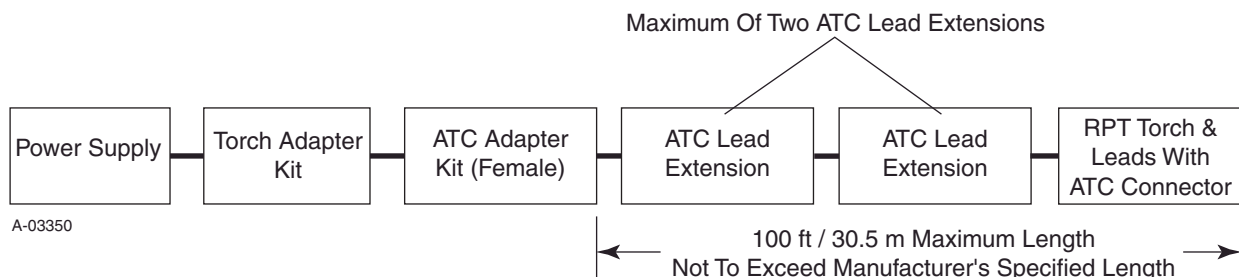 Maximum Of Two ATC Lead Extensions
Power Supply
Torch Adapter
Kit
ATC Adapter
Kit (Female)
ATC Lead
Extension
ATC Lead
Extension
RPT Torch &
Leads With
ATC Connector
A-03350
100 ft / 30.5 m Maximum Length
Not To Exceed Manufacturer's Specified Length